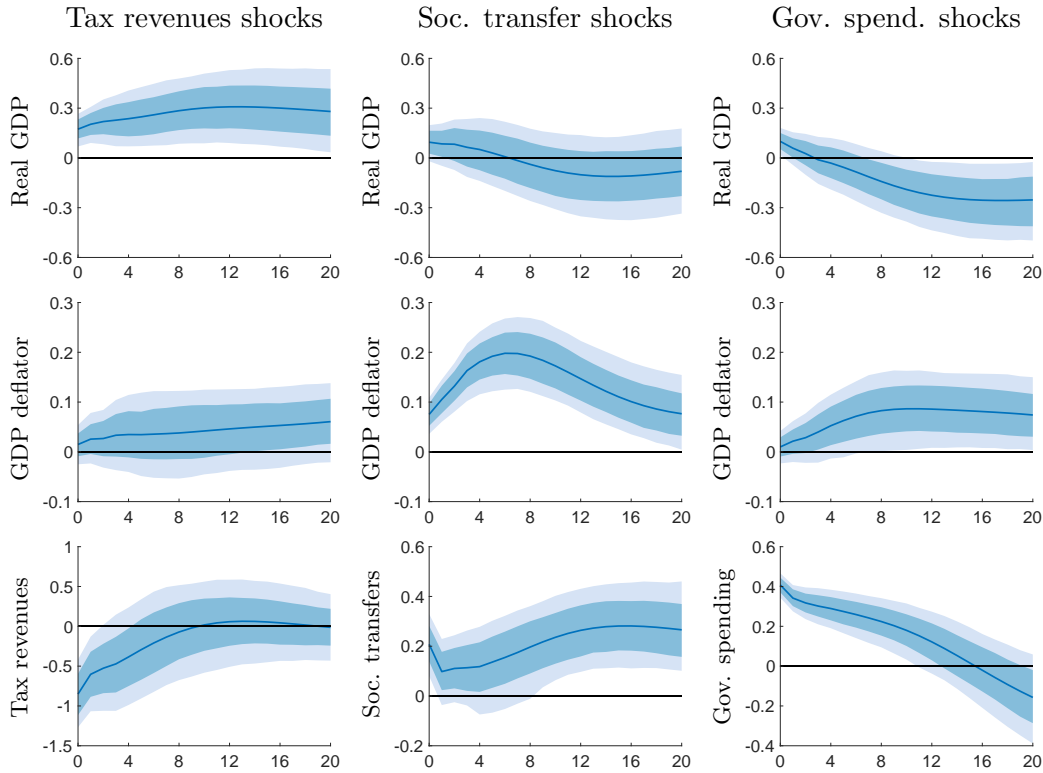 Tax revenues shocks Soc. transfer shocks Gov. spend. shocks
Real GDP
0.6
0.3
0
-0.3
-0.6
0 4 8 12 16 20
Real GDP
0.6
0.3
0
-0.3
-0.6
0 4 8 12 16 20
Real GDP
0.6
0.3
0
-0.3
-0.6
0 4 8 12 16 20
GDP deflator
0.3
0.2
0.1
0
-0.1
0 4 8 12 16 20
GDP deflator
0.3
0.2
0.1
0
-0.1
0 4 8 12 16 20
GDP deflator
0.3
0.2
0.1
0
-0.1
0 4 8 12 16 20
Tax revenues
1
0.5
0
-0.5
-1
-1.5
0 4 8 12 16 20
Soc. transfers
0.6
0.4
0.2
0
-0.2
0 4 8 12 16 20
Gov. spending
0.6
0.4
0.2
0
-0.2
-0.4
0 4 8 12 16 20